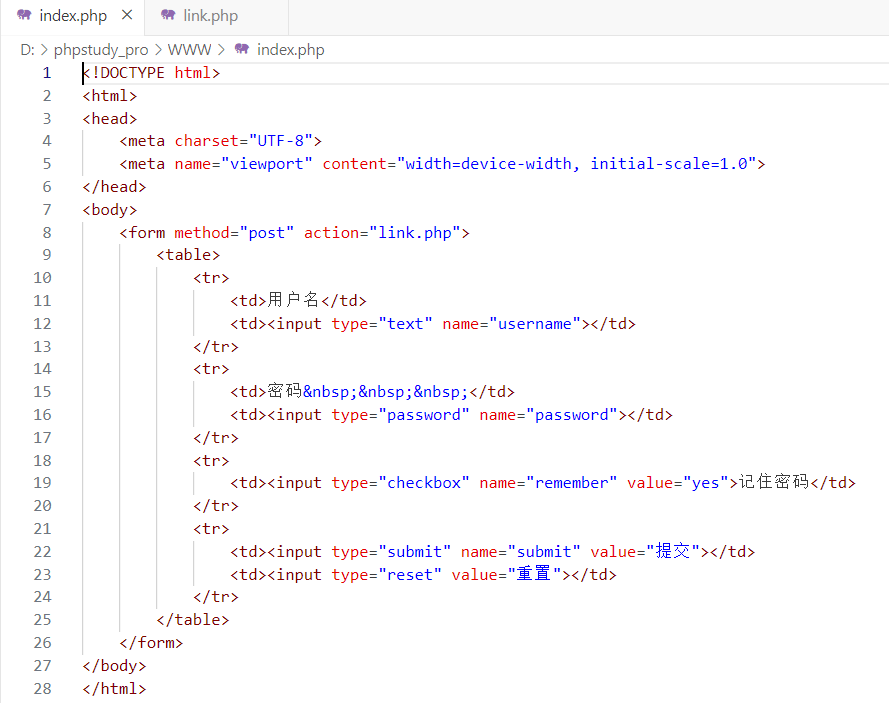 index.php × link.php
D: > phpstudy_pro > WWW > index.php
1 <!DOCTYPE html>
2 <html>
3 <head>
4     <meta charset="UTF-8">
5     <meta name="viewport" content="width=device-width, initial-scale=1.0">
6 </head>
7 <body>
8     <form method="post" action="link.php">
9         <table>
10             <tr>
11                 <td>用户名</td>
12                 <td><input type="text" name="username"></td>
13             </tr>
14             <tr>
15                 <td>密码&nbsp;&nbsp;&nbsp;</td>
16                 <td><input type="password" name="password"></td>
17             </tr>
18             <tr>
19                 <td><input type="checkbox" name="remember" value="yes">记住密码</td>
20             </tr>
21             <tr>
22                 <td><input type="submit" name="submit" value="提交"></td>
23                 <td><input type="reset" value="重置"></td>
24             </tr>
25         </table>
26     </form>
27 </body>
28 </html>